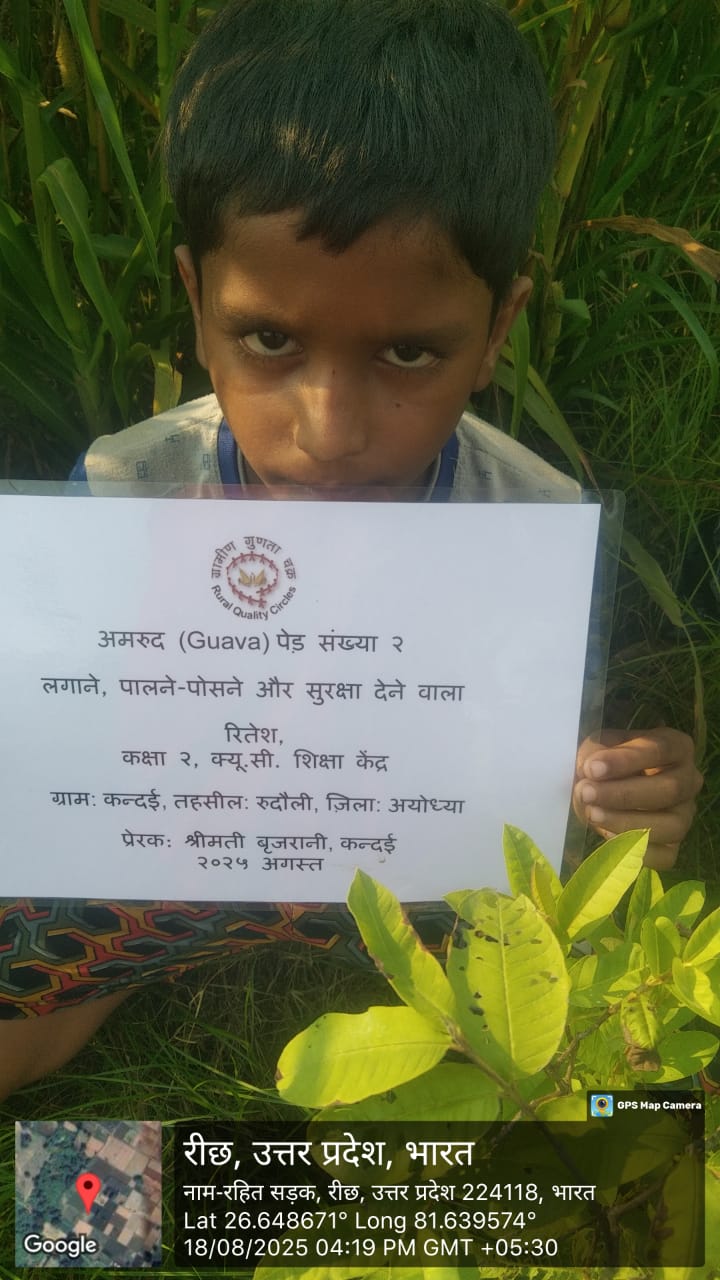 ग्रामीण गुणता चक्र
Rural Quality Circles
अमरुद (Guava) पेड़ संख्या २
लगाने, पालने-पोसने और सुरक्षा देने वाला
रितेश,
कक्षा २, क्यू.सी. शिक्षा केंद्र
ग्राम: कन्दई, तहसील: रुदौली, ज़िला: अयोध्या
प्रेरक: श्रीमती बृजरानी, कन्दई
२०२५ अगस्त
GPS Map Camera
रीछ, उत्तर प्रदेश, भारत
नाम-रहित सड़क, रीछ, उत्तर प्रदेश 224118, भारत
Lat 26.648671° Long 81.639574°
18/08/2025 04:19 PM GMT +05:30
Google